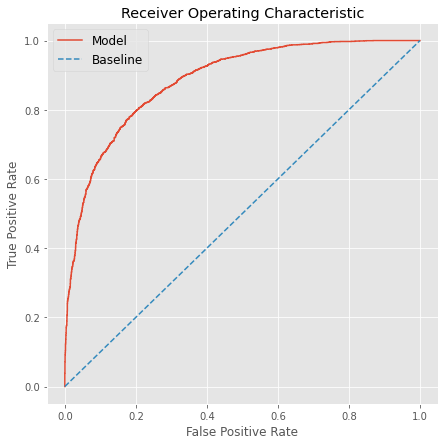 Receiver Operating Characteristic
Model
Baseline
True Positive Rate
1.0
0.8
0.6
0.4
0.2
0.0
0.0 0.2 0.4 0.6 0.8 1.0
False Positive Rate